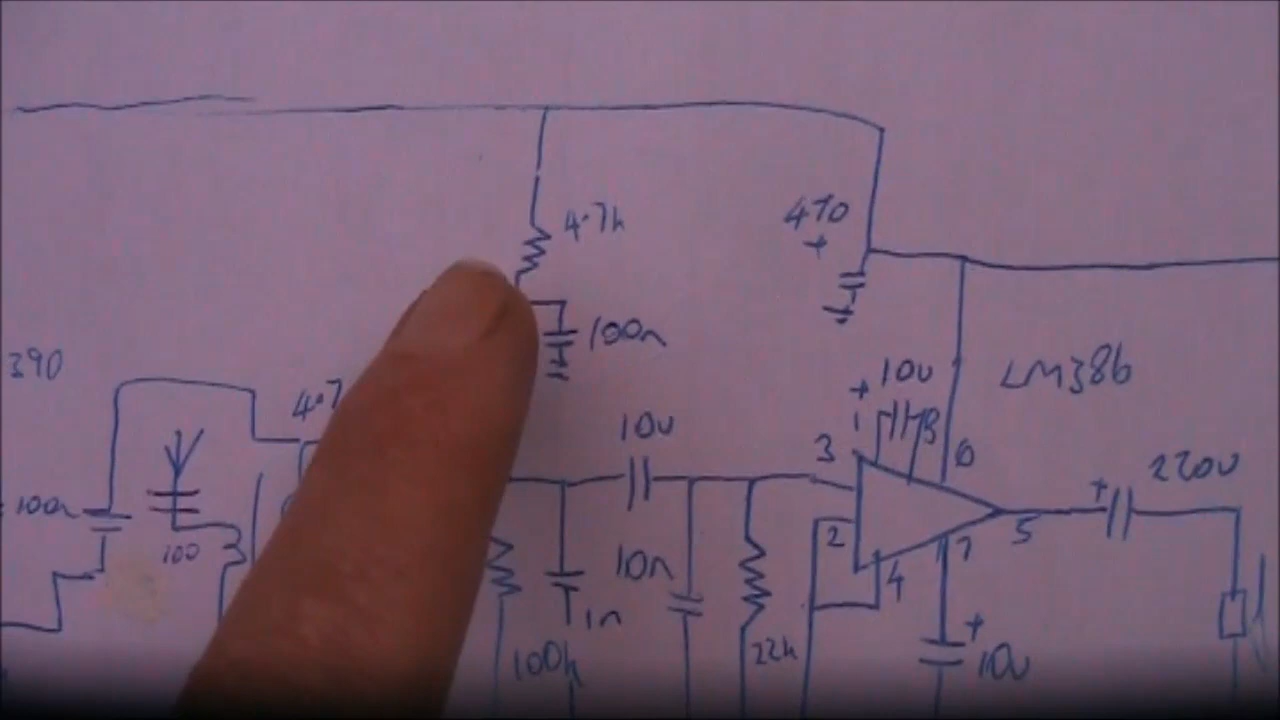 4.7k
470
+
100n
390
LM386
+ 10u
1 8
4.7
10u
3
6
220u
+
100n
2
5
7
100
10n
4
1n
+
100k
22k
10u